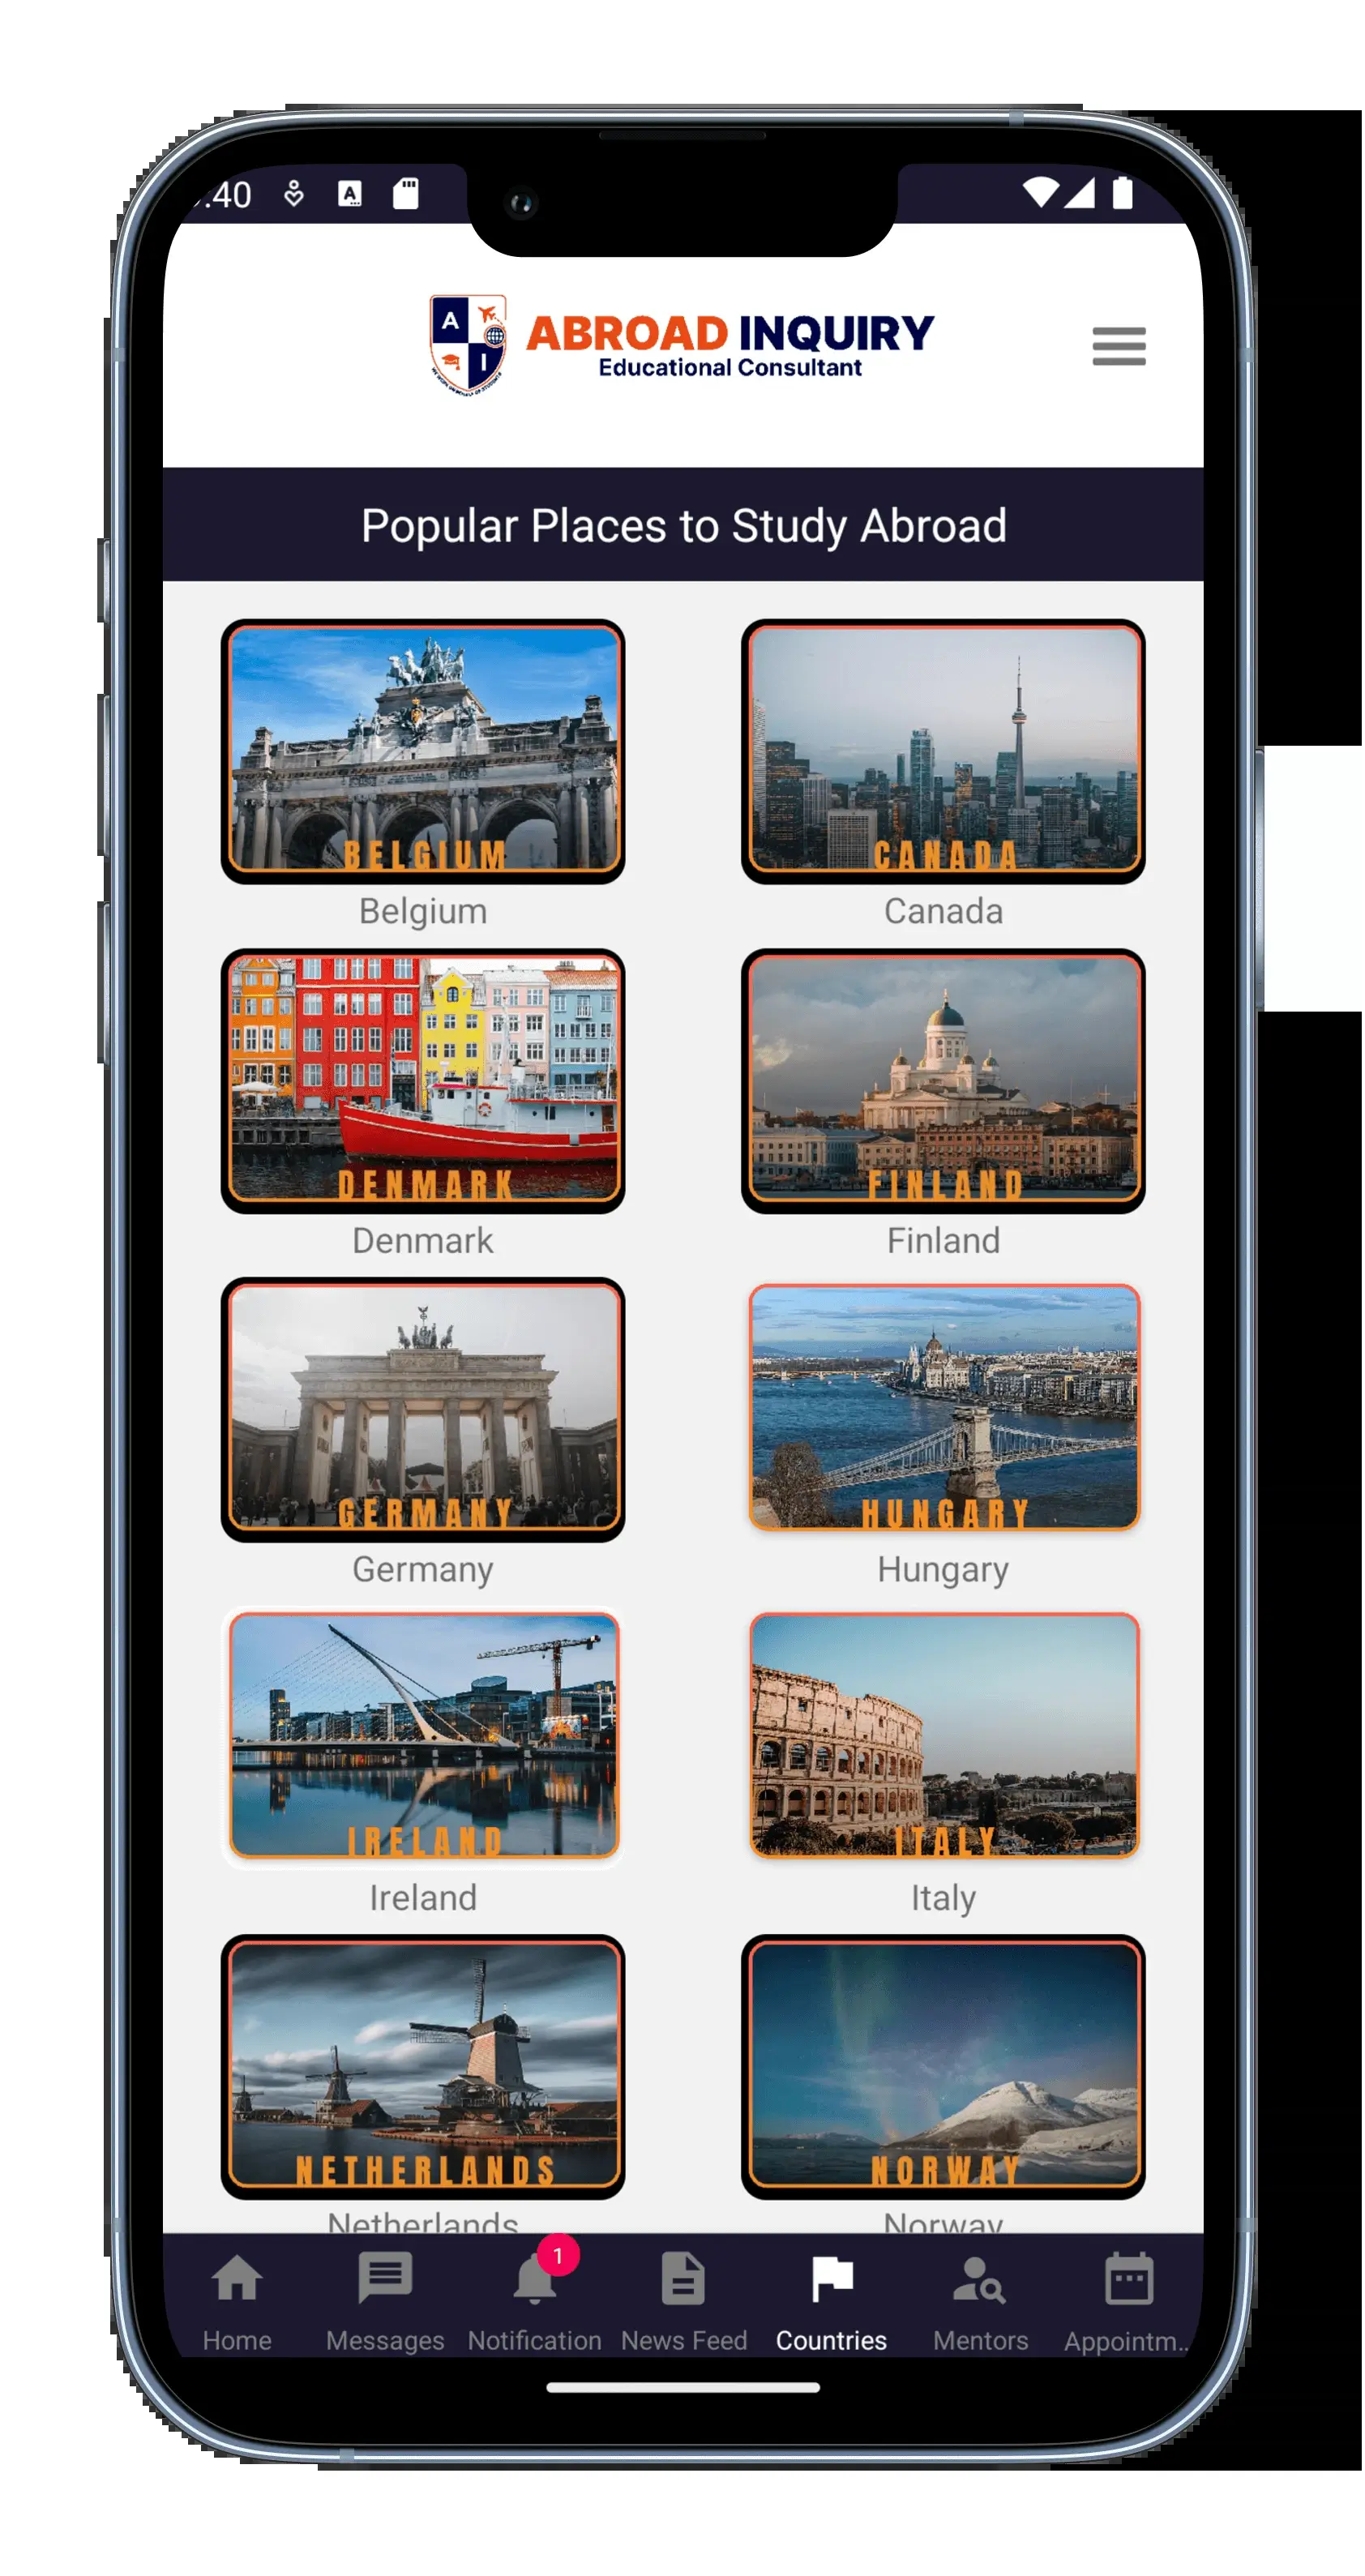 :40
A
A
I
ABROAD INQUIRY
Educational Consultant
Popular Places to Study Abroad
BELGIUM
CANADA
Belgium
Canada
DENMARK
FINLAND
Denmark
Finland
GERMANY
HUNGARY
Germany
Hungary
IRELAND
ITALY
Ireland
Italy
NETHERLANDS
NORWAY
Netherlands
Norway
1
Home
Messages
Notification
News Feed
Countries
Mentors
Appointm..